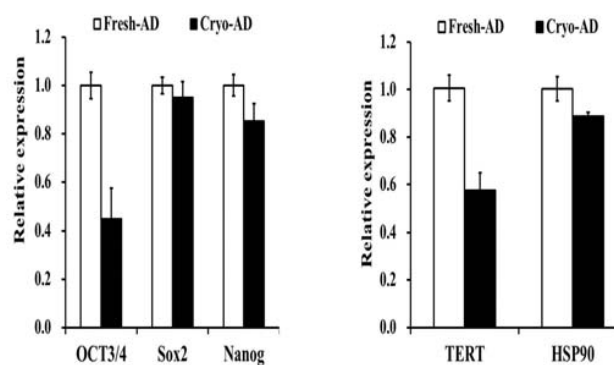 Fresh-AD Cryo-AD
1.2
1.0
0.8
0.6
0.4
0.2
0.0
Relative expression
OCT3/4 Sox2 Nanog
Fresh-AD Cryo-AD
1.2
1.0
0.8
0.6
0.4
0.2
0.0
Relative expression
TERT HSP90